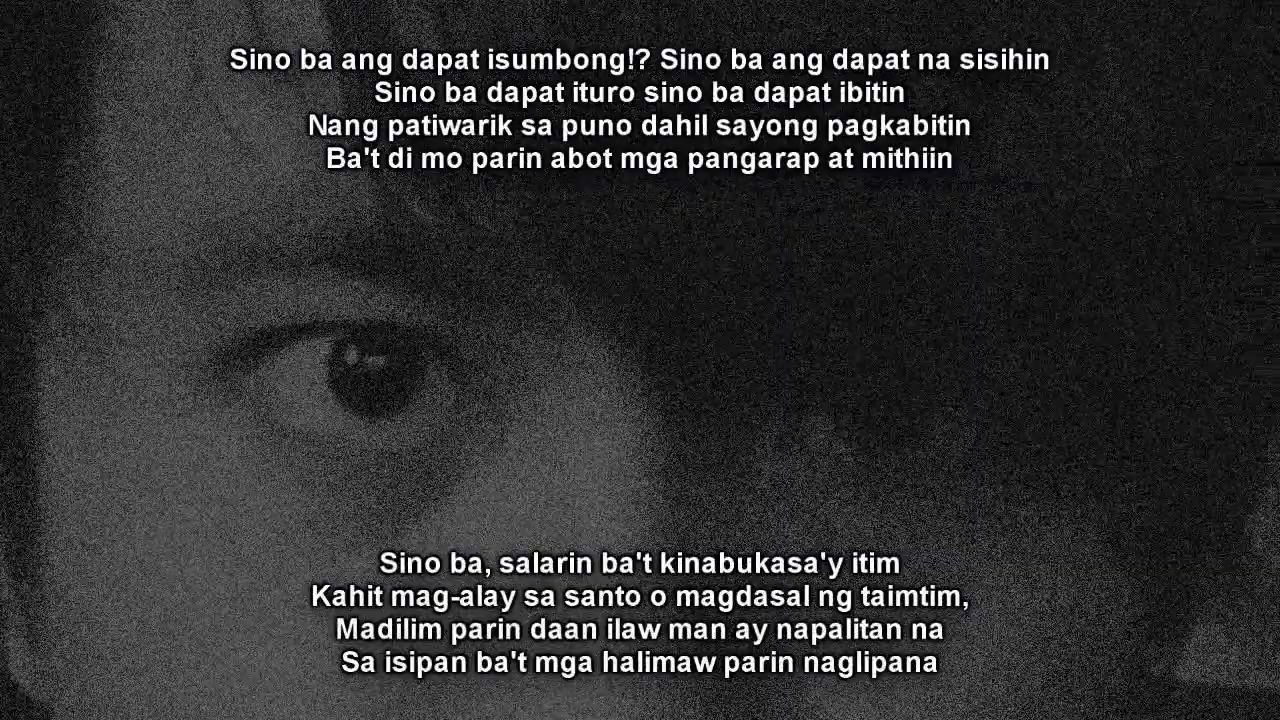 Sino ba ang dapat isumbong!? Sino ba ang dapat na sisihin
Sino ba dapat ituro sino ba dapat ibitin
Nang patiwarik sa puno dahil sayong pagkabitin
Ba't di mo parin abot mga pangarap at mithiin
Sino ba, salarin ba't kinabukasa'y itim
Kahit mag-alay sa santo o magdasal ng taimtim,
Madilim parin daan ilaw man ay napalitan na
Sa isipan ba't mga halimaw parin naglipana